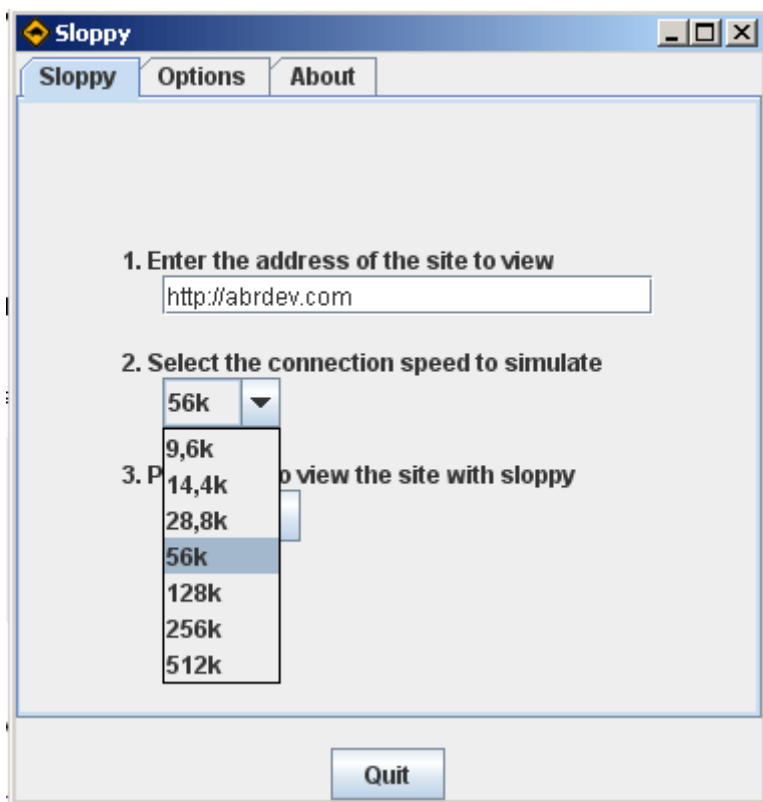 Sloppy
Sloppy Options About
1. Enter the address of the site to view
http://abrdev.com
2. Select the connection speed to simulate
56k
9,6k
3. P o view the site with sloppy
14,4k
28,8k
56k
128k
256k
512k
Quit